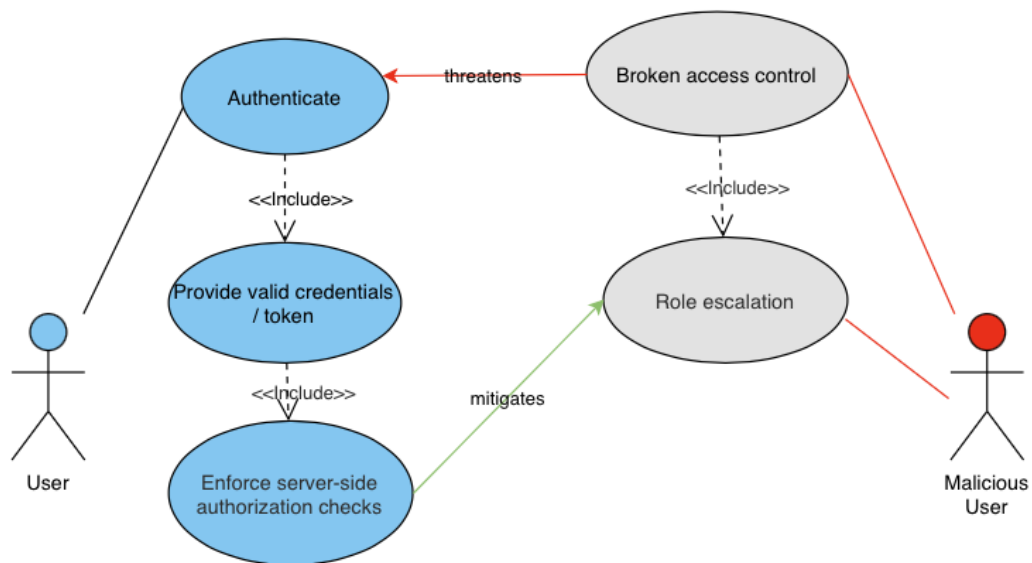 threatens
Broken access control
Authenticate
<<Include>>
<<Include>>
Provide valid credentials
/ token
Role escalation
<<Include>>
mitigates
Enforce server-side
authorization checks
User
Malicious
User